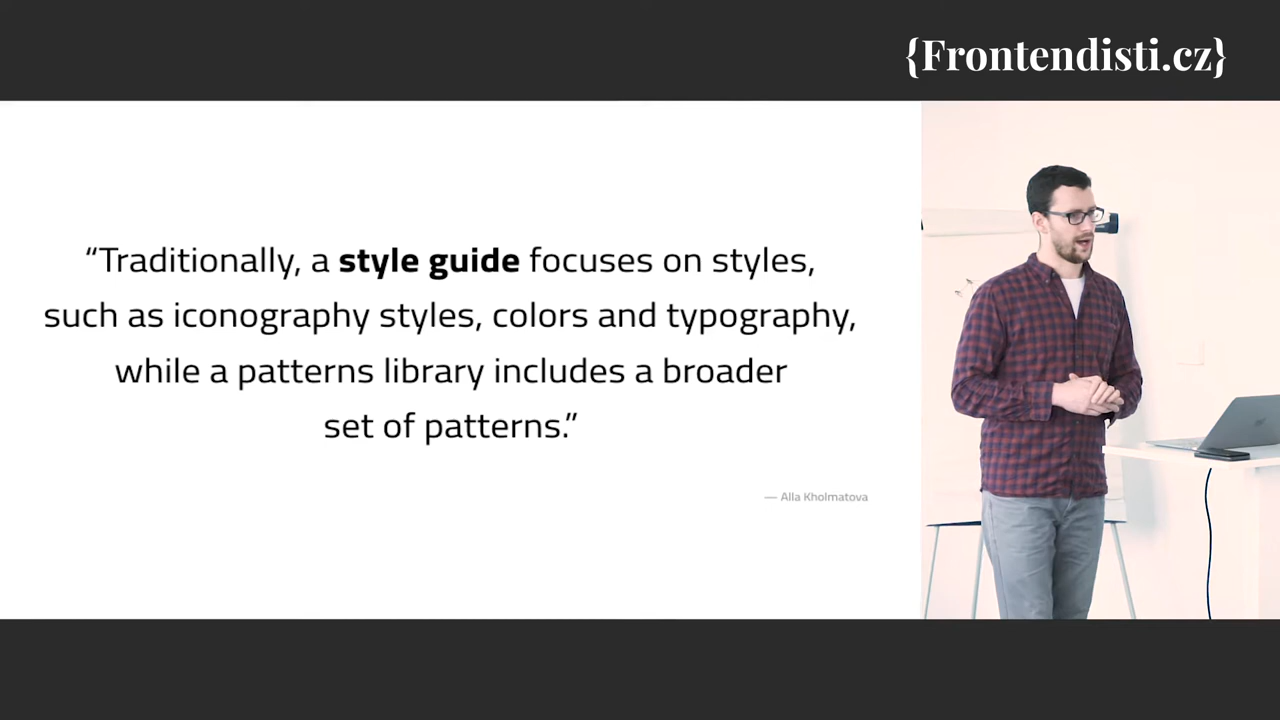 {Frontendisti.cz}
“Traditionally, a style guide focuses on styles,
such as iconography styles, colors and typography,
while a patterns library includes a broader
set of patterns.”
— Alla Kholmatova